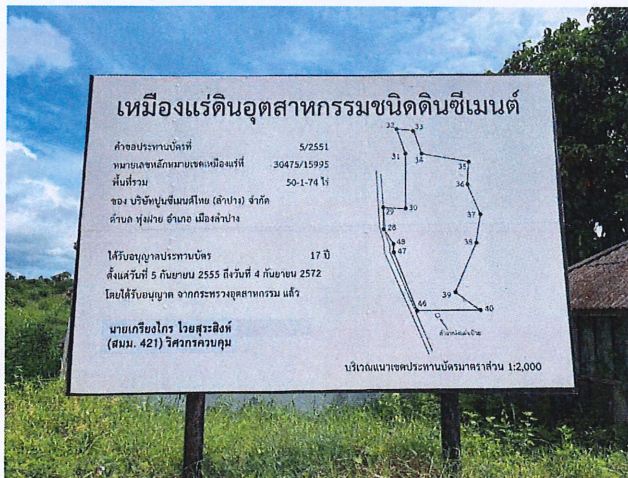 เหมืองแร่ดินอุตสาหกรรมชนิดดินซีเมนต์
คำขอประทานบัตรที่ 5/2551
หมายเลขหลักหมายเขตเหมืองแร่ที่ 30475/15995
พื้นที่รวม 50-1-74 ไร่
ของ บริษัทปูนซีเมนต์ไทย (ลำปาง) จำกัด
ตำบล ทุ่งฝาย อำเภอ เมืองลำปาง
ได้รับอนุญาตประทานบัตร 17 ปี
ตั้งแต่วันที่ 5 กันยายน 2555 ถึงวันที่ 4 กันยายน 2572
โดยได้รับอนุญาต จากกระทรวงอุตสาหกรรม แล้ว
นายเกรียงไกร ไวยสุระสิงห์
(สมม. 421) วิศวกรควบคุม
32 33
31 34
35
36
29 30
37
28
48
47
38
39
46 40
บริเวณแนวเขตประทานบัตรมาตราส่วน 1:2,000